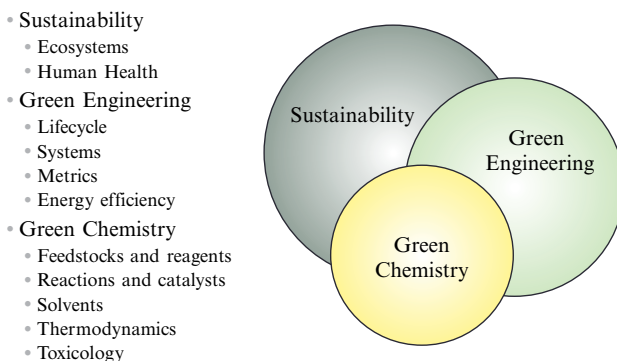 • Sustainability
• Ecosystems
• Human Health
• Green Engineering
• Lifecycle
• Systems
• Metrics
• Energy efficiency
• Green Chemistry
• Feedstocks and reagents
• Reactions and catalysts
• Solvents
• Thermodynamics
• Toxicology
Sustainability
Green
Engineering
Green
Chemistry